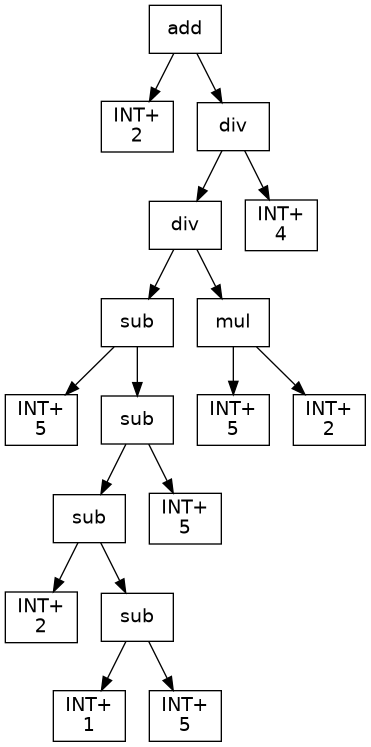 add
INT+
2
div
div
INT+
4
sub
mul
INT+
5
sub
INT+
5
INT+
2
sub
INT+
5
INT+
2
sub
INT+
1
INT+
5